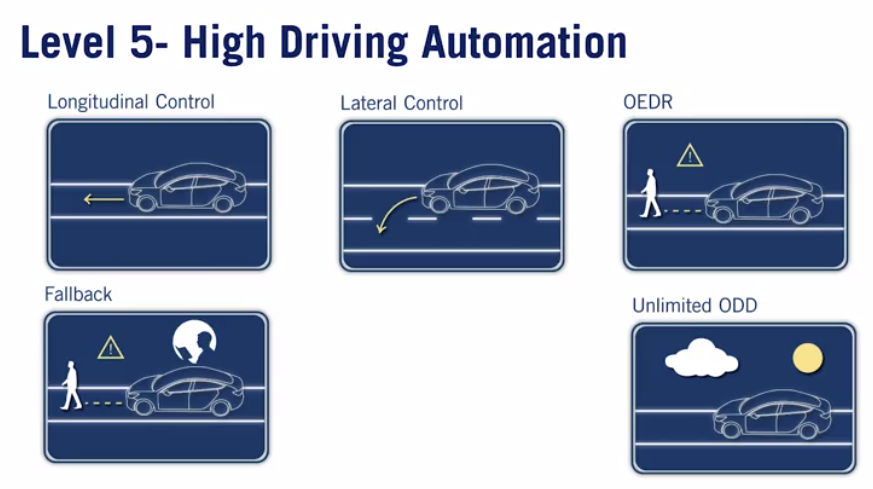 Level 5- High Driving Automation
Longitudinal Control
Lateral Control
OEDR
!
!
Fallback
Unlimited ODD